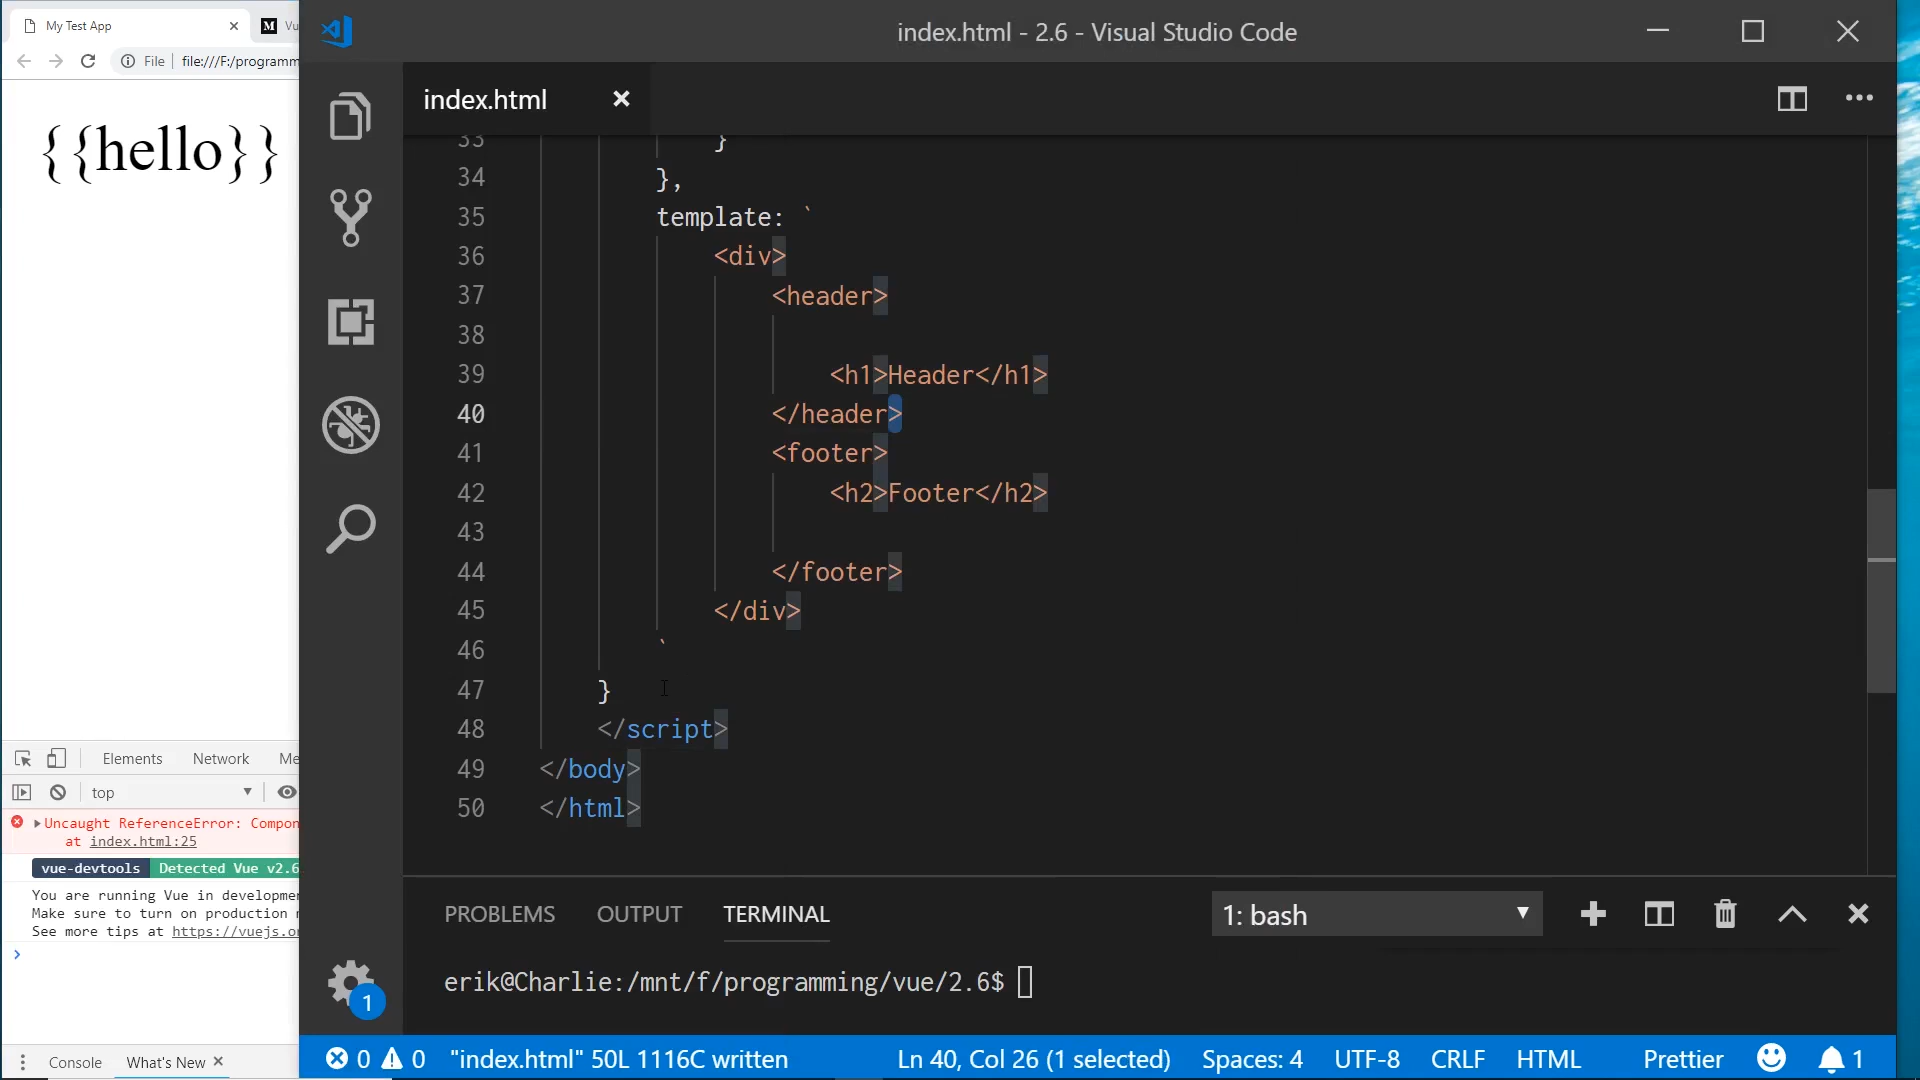 My Test App
Vu
File
file:///F:/programm
{{hello}}
Elements
Network
Me
top
Uncaught ReferenceError: Compon
at index.html:25
vue-devtools
Detected Vue v2.6
You are running Vue in developmen
Make sure to turn on production m
See more tips at https://vuejs.or
>
Console
What's New
index.html - 2.6 - Visual Studio Code
index.html
33 }
34 },
35 template: `
36 <div>
37 <header>
38
39 <h1>Header</h1>
40 </header>
41 <footer>
42 <h2>Footer</h2>
43
44 </footer>
45 </div>
46 `
47 }
48 </script>
49 </body>
50 </html>
PROBLEMS
OUTPUT
TERMINAL
1: bash
erik@Charlie:/mnt/f/programming/vue/2.6$
1
0
0
"index.html" 50L 1116C written
Ln 40, Col 26 (1 selected)
Spaces: 4
UTF-8
CRLF
HTML
Prettier
1